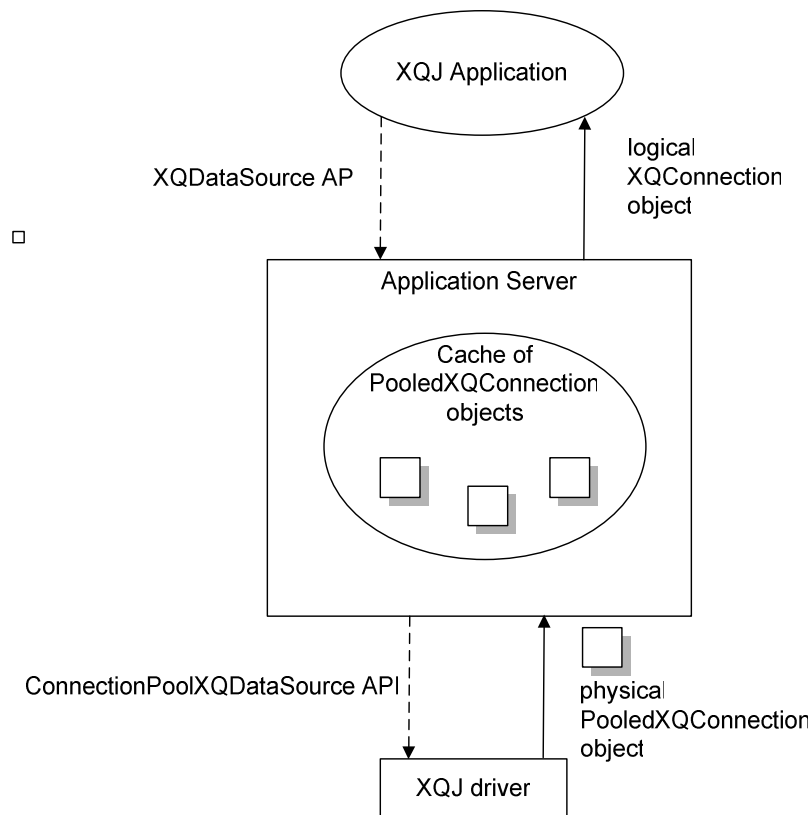 XQJ Application
XQDataSource AP
logical
XQConnection
object
Application Server
Cache of
PooledXQConnection
objects
ConnectionPoolXQDataSource API
physical
PooledXQConnection
object
XQJ driver